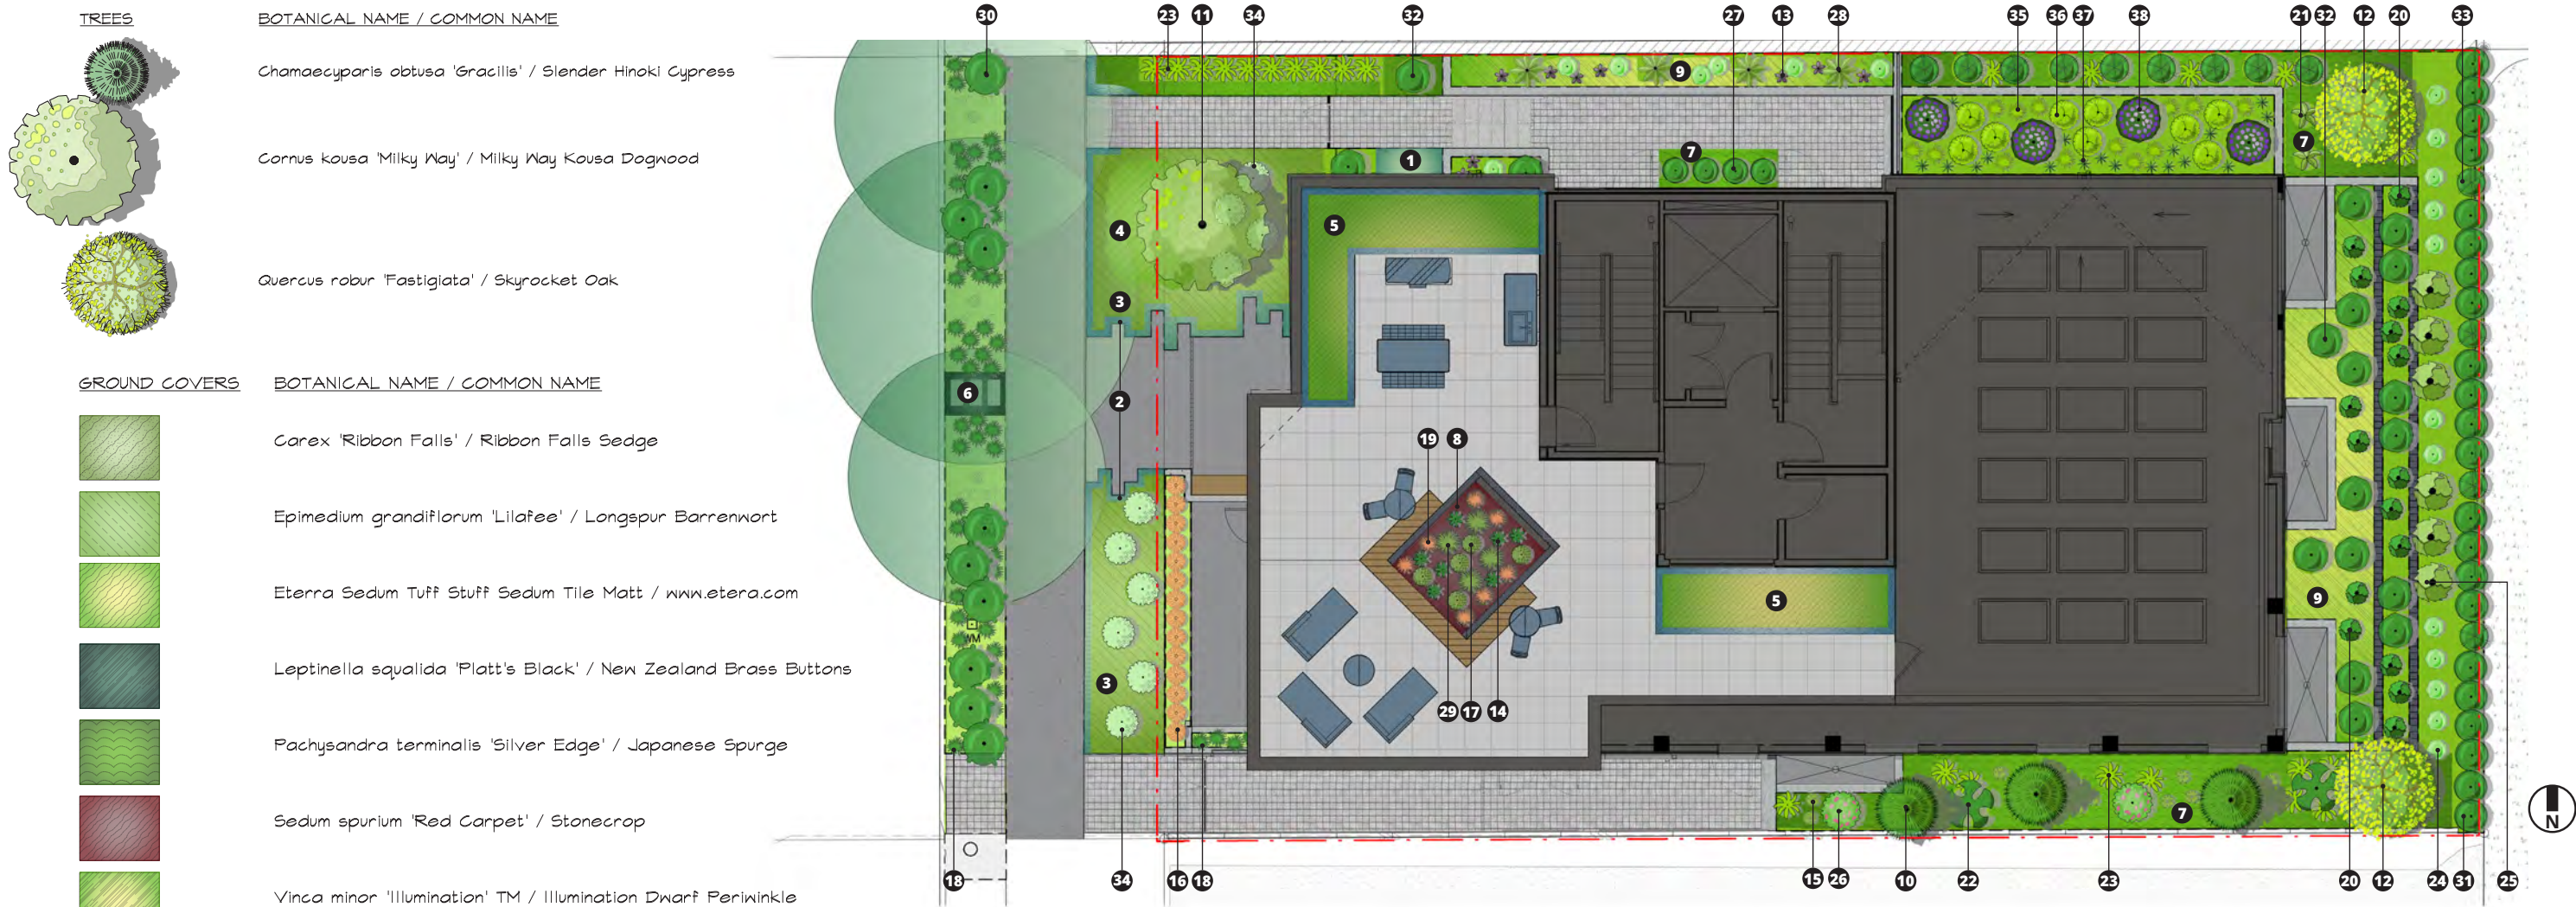 TREES BOTANICAL NAME / COMMON NAME
Chamaecyparis obtusa 'Gracilis' / Slender Hinoki Cypress
Cornus kousa 'Milky Way' / Milky Way Kousa Dogwood
Quercus robur 'Fastigiata' / Skyrocket Oak
GROUND COVERS BOTANICAL NAME / COMMON NAME
Carex 'Ribbon Falls' / Ribbon Falls Sedge
Epimedium grandiflorum 'Lilafee' / Longspur Barrenwort
Eterra Sedum Tuff Stuff Sedum Tile Matt / www.etera.com
Leptinella squalida 'Platt's Black' / New Zealand Brass Buttons
Pachysandra terminalis 'Silver Edge' / Japanese Spurge
Sedum spurium 'Red Carpet' / Stonecrop
Vinca minor 'Illumination' TM / Illumination Dwarf Periwinkle
30 23 11 34 32 27 13 28 35 36 37 38 21 32 12 20 33
9
1 7 7
4 5
3
6 2
19 8
5 9
WM
3 29 17 14
7 N
18 34 16 18 15 26 10 22 23 20 12 24 31 25